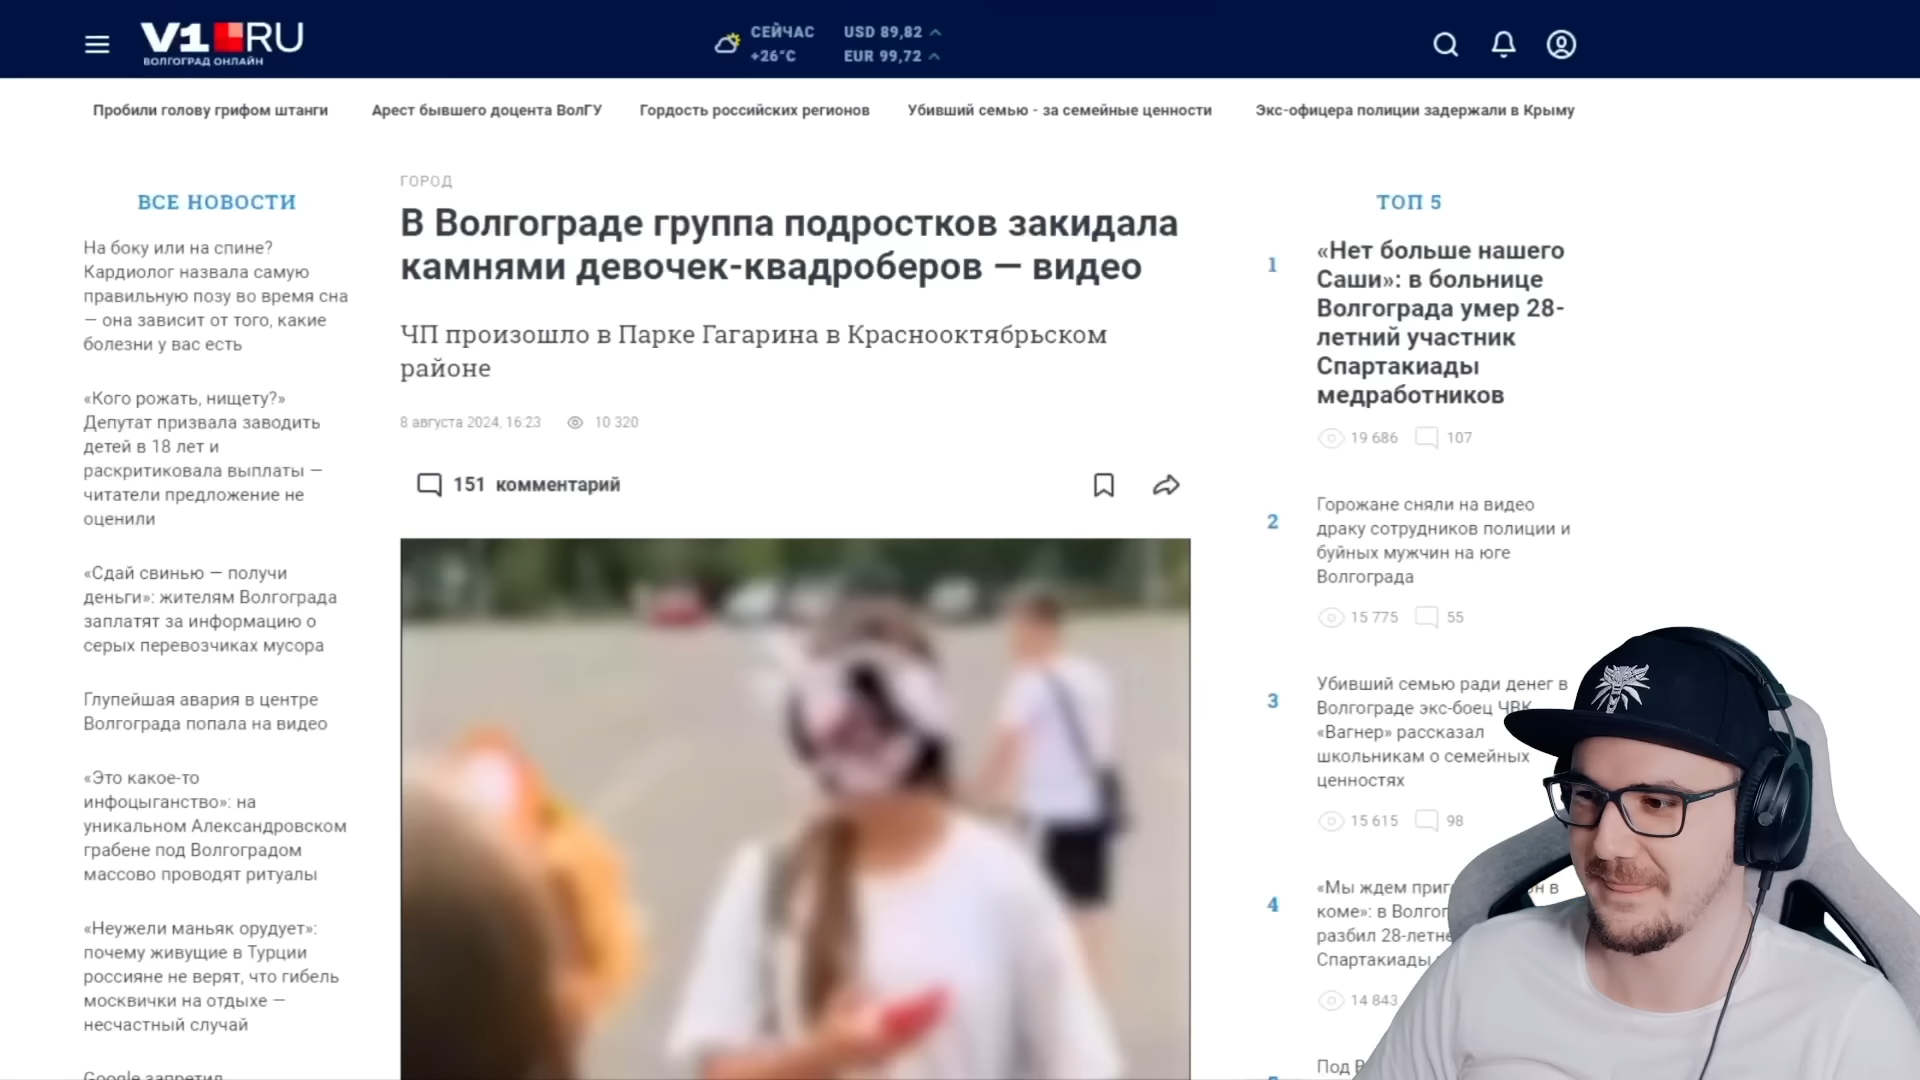 V1 RU
ВОЛГОГРАД ОНЛАЙН
СЕЙЧАС
+26°C
USD 89,82
EUR 99,72
Пробили голову грифом штанги
Арест бывшего доцента ВолГУ
Гордость российских регионов
Убивший семью - за семейные ценности
Экс-офицера полиции задержали в Крыму
ВСЕ НОВОСТИ
На боку или на спине?
Кардиолог назвала самую
правильную позу во время сна
— она зависит от того, какие
болезни у вас есть
«Кого рожать, нищету?»
Депутат призвала заводить
детей в 18 лет и
раскритиковала выплаты —
читатели предложение не
оценили
«Сдай свинью — получи
деньги»: жителям Волгограда
заплатят за информацию о
серых перевозчиках мусора
Глупейшая авария в центре
Волгограда попала на видео
«Это какое-то
инфоцыганство»: на
уникальном Александровском
грабене под Волгоградом
массово проводят ритуалы
«Неужели маньяк орудует»:
почему живущие в Турции
россияне не верят, что гибель
москвички на отдыхе —
несчастный случай
Google запретил
ГОРОД
В Волгограде группа подростков закидала
камнями девочек-квадроберов — видео
ЧП произошло в Парке Гагарина в Краснооктябрьском
районе
8 августа 2024, 16:23
10 320
151 комментарий
ТОП 5
1
«Нет больше нашего
Саши»: в больнице
Волгограда умер 28-
летний участник
Спартакиады
медработников
19 686
107
2
Горожане сняли на видео
драку сотрудников полиции и
буйных мужчин на юге
Волгограда
15 775
55
3
Убивший семью ради денег в
Волгограде экс-боец ЧВК
«Вагнер» рассказал
школьникам о семейных
ценностях
15 615
98
4
«Мы ждем
в
коме»: в
разбил 28-
Спартакиады
14 843
Под